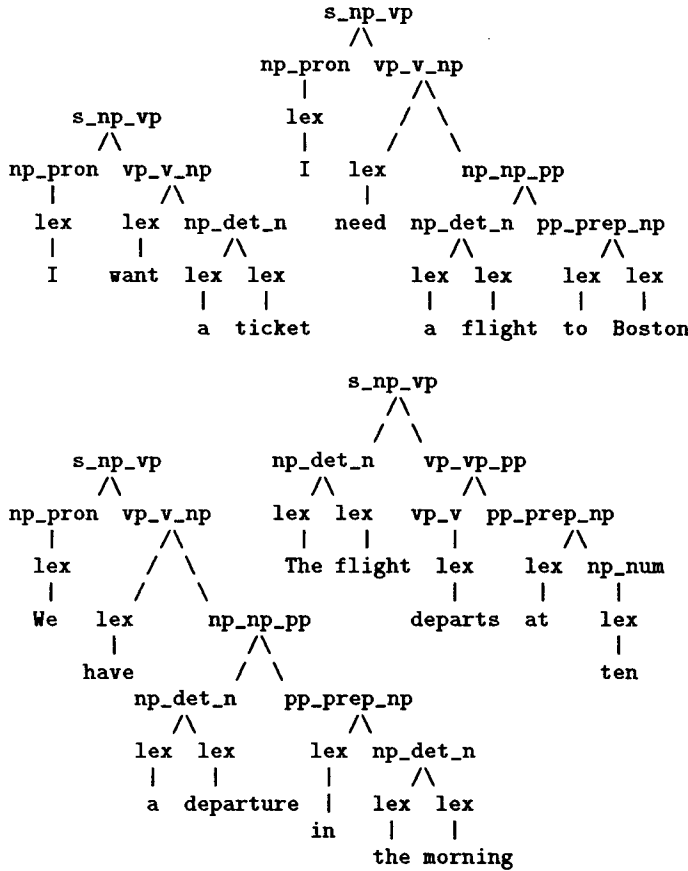 s_np_vp
np_pron vp_v_np
s_np_vp lex
np_pron vp_v_np I lex np_np_pp
lex lex np_det_n need np_det_n pp_prep_np
I want lex lex lex lex lex lex
a ticket a flight to Boston
s_np_vp
s_np_vp np_det_n vp_vp_pp
np_pron vp_v_np lex lex vp_v pp_prep_np
lex The flight lex lex np_num
We lex np_np_pp departs at lex
have ten
np_det_n pp_prep_np
lex lex lex np_det_n
a departure lex lex
in
the morning